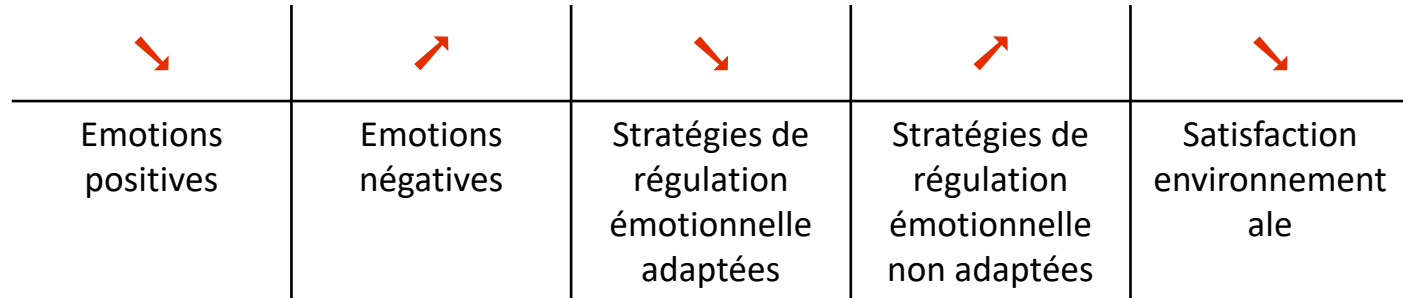 Emotions
positives
Emotions
négatives
Stratégies de
régulation
émotionnelle
adaptées
Stratégies de
régulation
émotionnelle
non adaptées
Satisfaction
environnement
ale